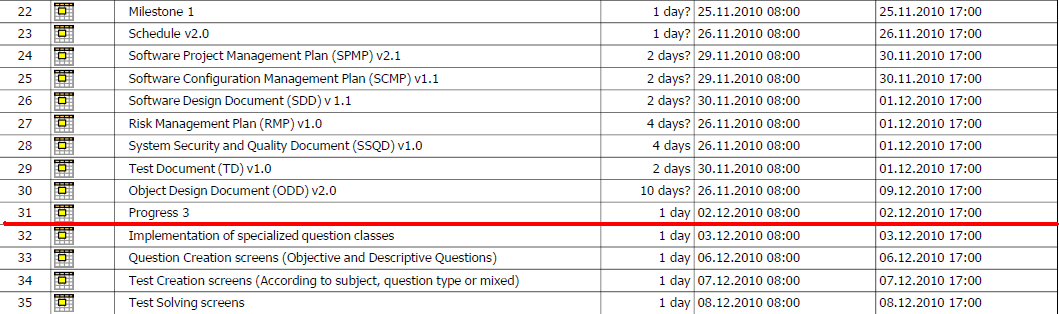 22 Milestone 1 1 day? 25.11.2010 08:00 25.11.2010 17:00
23 Schedule v2.0 1 day? 26.11.2010 08:00 26.11.2010 17:00
24 Software Project Management Plan (SPMP) v2.1 2 days? 29.11.2010 08:00 30.11.2010 17:00
25 Software Configuration Management Plan (SCMP) v1.1 2 days? 29.11.2010 08:00 30.11.2010 17:00
26 Software Design Document (SDD) v 1.1 2 days? 30.11.2010 08:00 01.12.2010 17:00
27 Risk Management Plan (RMP) v1.0 4 days? 26.11.2010 08:00 01.12.2010 17:00
28 System Security and Quality Document (SSQD) v1.0 4 days 26.11.2010 08:00 01.12.2010 17:00
29 Test Document (TD) v1.0 2 days 30.11.2010 08:00 01.12.2010 17:00
30 Object Design Document (ODD) v2.0 10 days? 26.11.2010 08:00 09.12.2010 17:00
31 Progress 3 1 day 02.12.2010 08:00 02.12.2010 17:00
32 Implementation of specialized question classes 1 day 03.12.2010 08:00 03.12.2010 17:00
33 Question Creation screens (Objective and Descriptive Questions) 1 day 06.12.2010 08:00 06.12.2010 17:00
34 Test Creation screens (According to subject, question type or mixed) 1 day 07.12.2010 08:00 07.12.2010 17:00
35 Test Solving screens 1 day 08.12.2010 08:00 08.12.2010 17:00